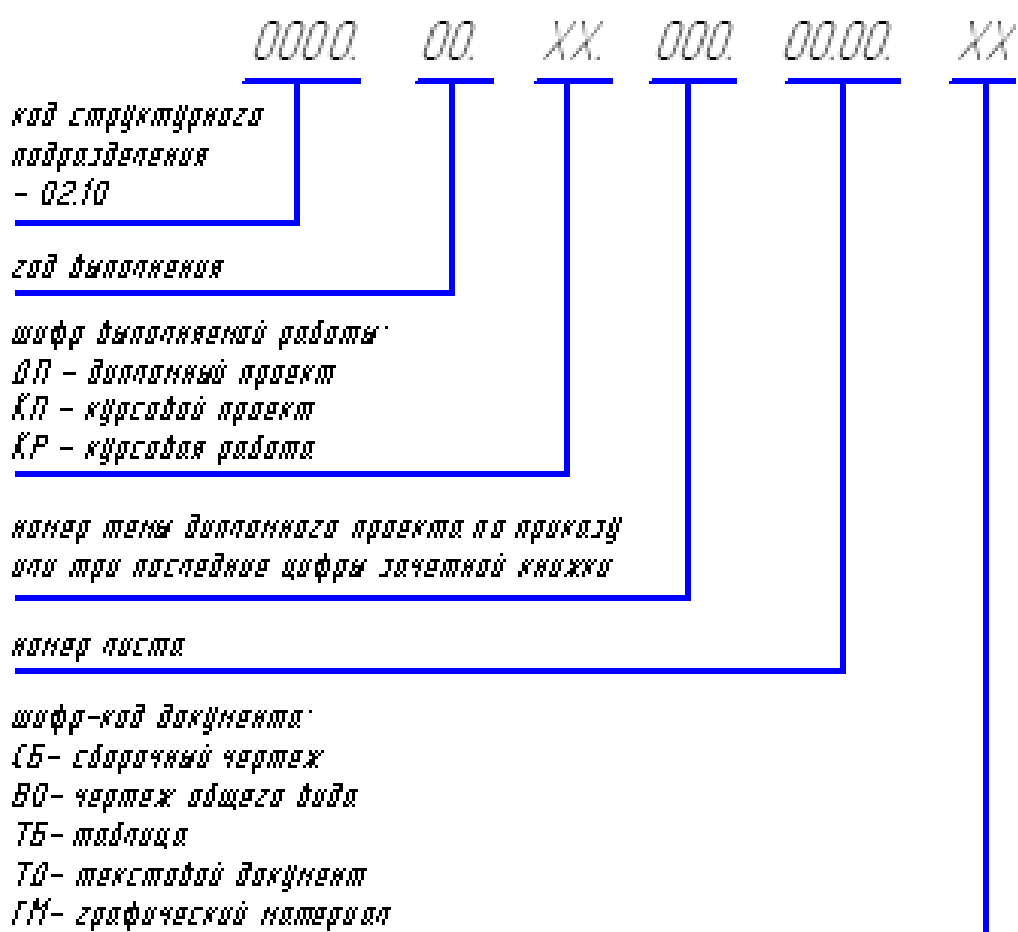 0000. 00. XX. 000. 00.00. XX
код структурного
подразделения
- 02.10
год выполнения
шифр выполняемой работы:
ДП - дипломный проект
КП - курсовой проект
КР - курсовая работа
номер темы дипломного проекта по приказу
или три последние цифры зачетной книжки
номер листа
шифр-код документа:
СБ- сборочный чертеж
ВО- чертеж общего вида
ТБ- таблица
ТД- текстовой документ
ГМ- графический материал